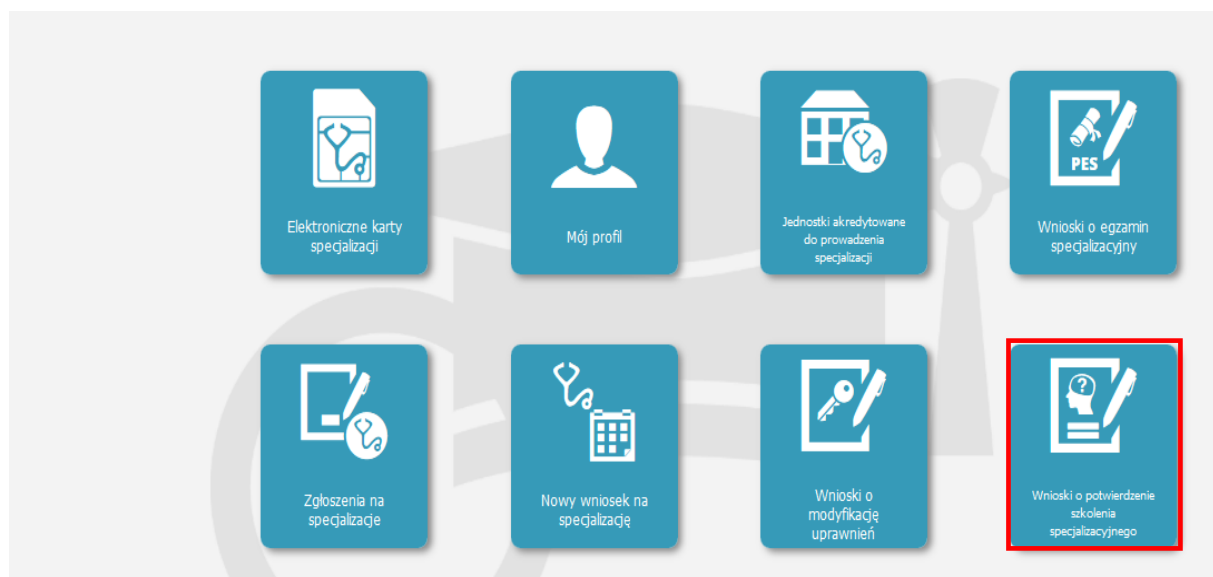 Elektroniczne karty
specjalizacji
Mój profil
Jednostki akredytowane
do prowadzenia
specjalizacji
PES
Wnioski o egzamin
specjalizacyjny
Zgłoszenia na
specjalizacje
Nowy wniosek na
specjalizację
Wnioski o
modyfikację
uprawnień
?
Wnioski o potwierdzenie
szkolenia
specjalizacyjnego